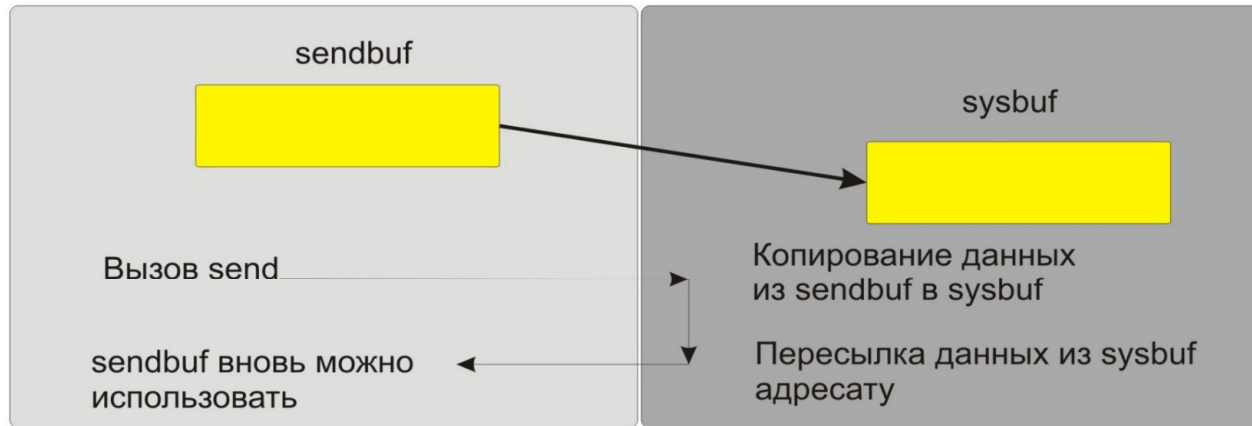 sendbuf
sysbuf
Вызов send
Копирование данных
из sendbuf в sysbuf
sendbuf вновь можно
использовать
Пересылка данных из sysbuf
адресату